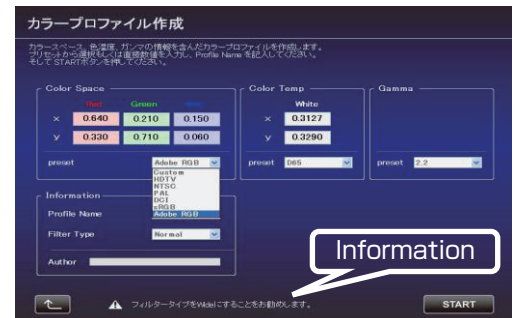 カラープロファイル作成
カラースペース、色温度、ガンマの情報を含んだカラープロファイルを作成します。
プリセットから選択もしくは直接数値を入力し、Profile Name を記入してください。
そして STARTボタンを押してください。
Color Space
Color Temp
Gamma
Red Green Blue
White
x 0.640 0.210 0.150
x 0.3127
y 0.330 0.710 0.060
y 0.3290
preset Adobe RGB
preset D65
preset 2.2
Custom
HDTV
NTSC
PAL
DCI
sRGB
Adobe RGB
Information
Profile Name
Filter Type Normal
Author
Information
フィルタータイプをWideにすることをお勧めします。
START